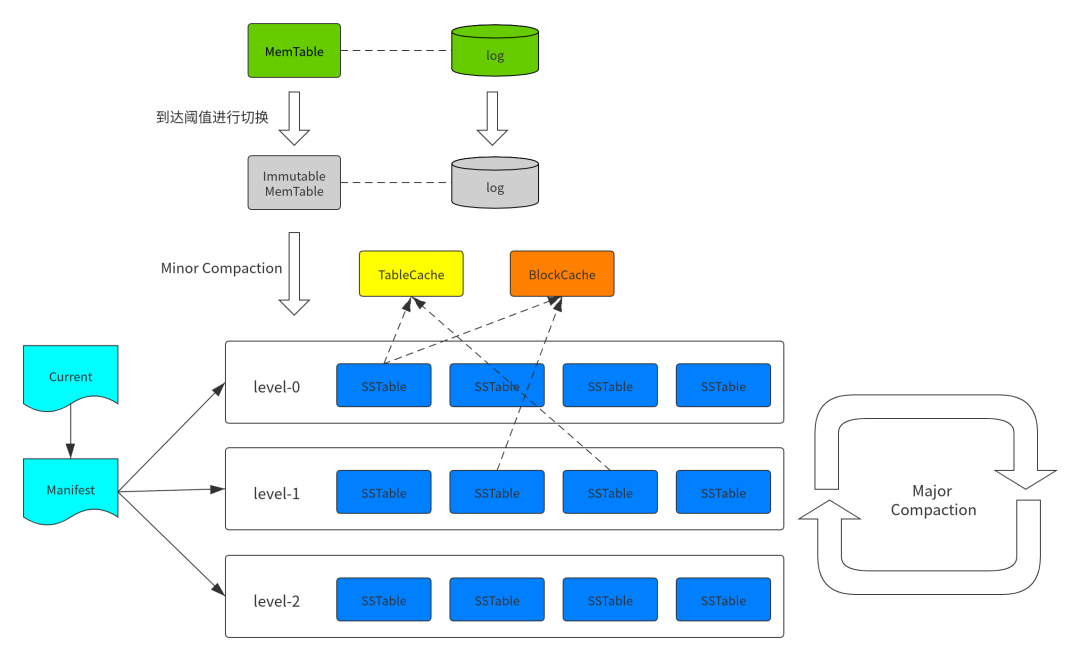 MemTable
log
到达阈值进行切换
Immutable
MemTable
log
Minor Compaction
TableCache
BlockCache
Current
level-0
SSTable
SSTable
SSTable
SSTable
Manifest
level-1
SSTable
SSTable
SSTable
SSTable
Major
Compaction
level-2
SSTable
SSTable
SSTable
SSTable